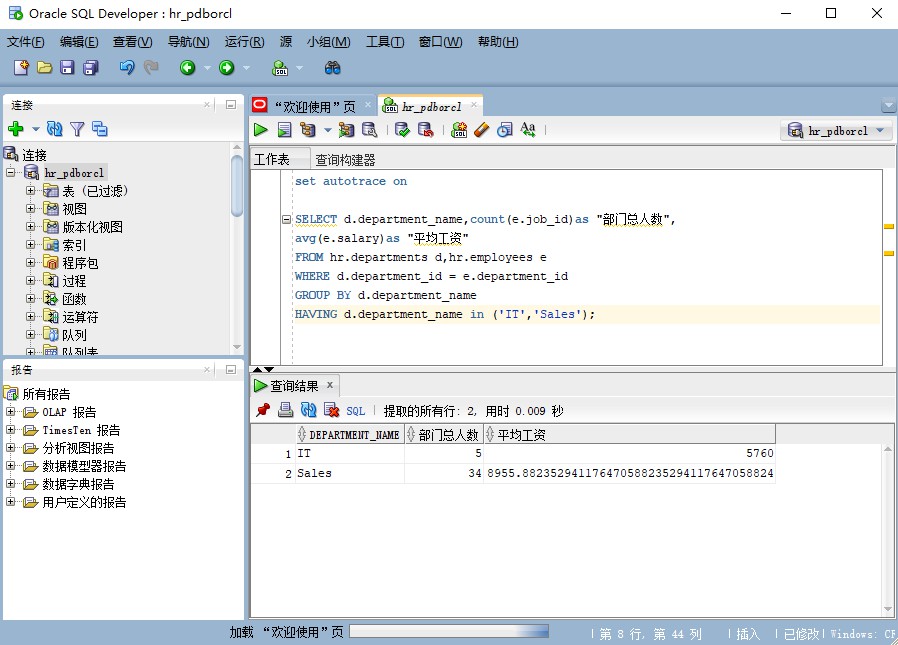 Oracle SQL Developer : hr_pdborcl
文件(F) 编辑(E) 查看(V) 导航(N) 运行(R) 源 小组(M) 工具(T) 窗口(W) 帮助(H)
连接
连接
hr_pdborcl
表 (已过滤)
视图
版本化视图
索引
程序包
过程
函数
运算符
队列
队列表
报告
所有报告
OLAP 报告
TimesTen 报告
分析视图报告
数据模型器报告
数据字典报告
用户定义的报告
“欢迎使用”页 hr_pdborcl
hr_pdborcl
工作表 查询构建器
set autotrace on
SELECT d.department_name,count(e.job_id)as "部门总人数",
avg(e.salary)as "平均工资"
FROM hr.departments d,hr.employees e
WHERE d.department_id = e.department_id
GROUP BY d.department_name
HAVING d.department_name in ('IT','Sales');
查询结果 x
SQL | 提取的所有行: 2, 用时 0.009 秒
DEPARTMENT_NAME 部门总人数 平均工资
1 IT 5 5760
2 Sales 34 8955.882352941176470588235294117647058824
加载 “欢迎使用”页 | 第 8 行, 第 44 列 | 插入 | 已修改| Windows: CR